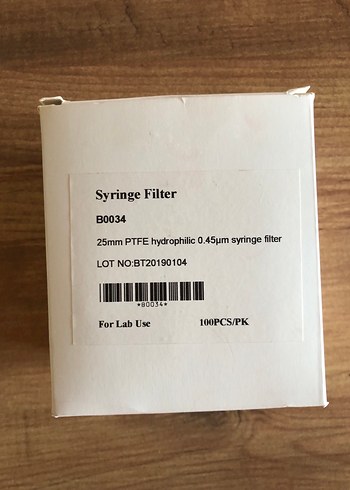 Syringe Filter
B0034
25mm PTFE hydrophilic 0.45μm syringe filter
LOT NO:BT20190104
*B0034*
For Lab Use 100PCS/PK